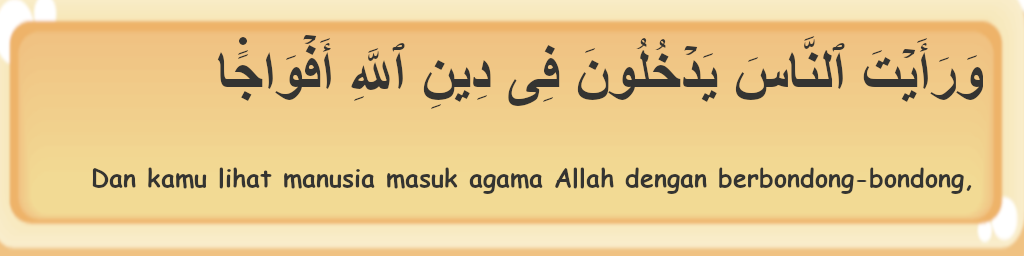 وَرَأَيْتَ ٱلنَّاسَ يَدْخُلُونَ فِى دِينِ ٱللَّهِ أَفْوَاجًۭا
Dan kamu lihat manusia masuk agama Allah dengan berbondong-bondong,